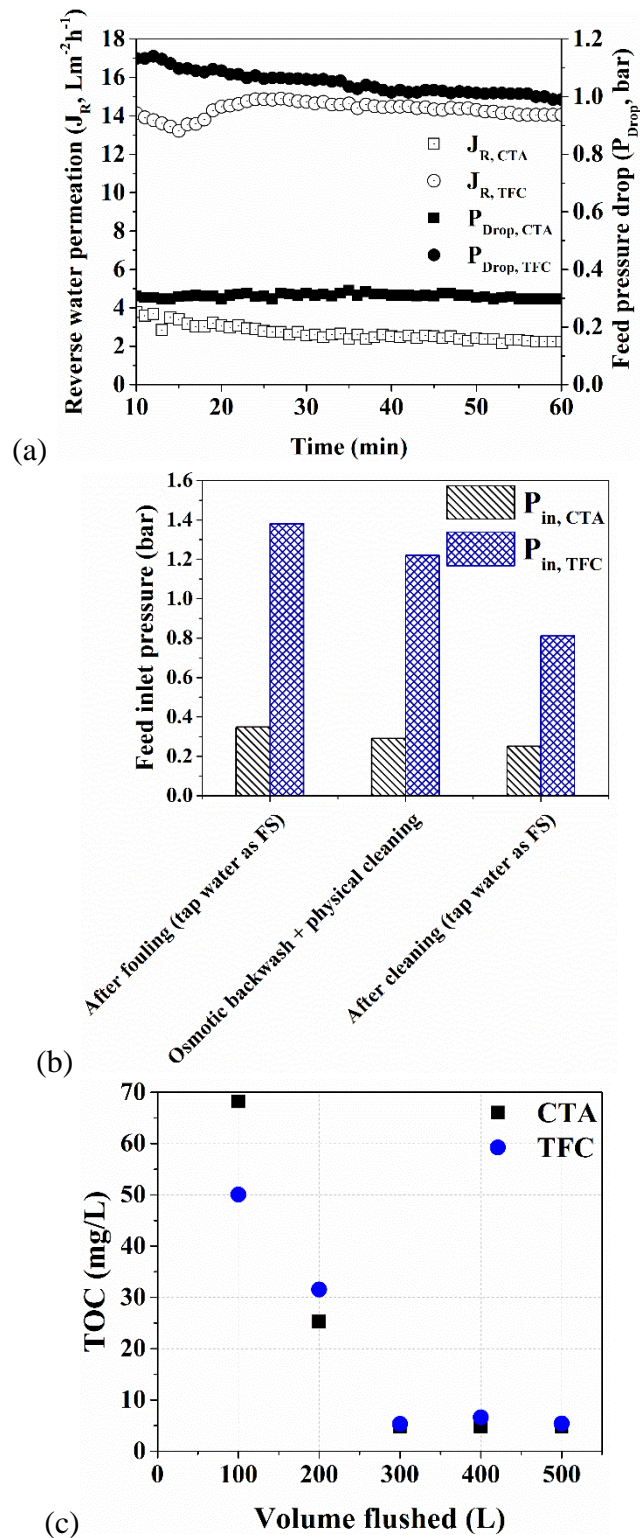 18
16
14
12
10
8
6
4
2
0
1.2
1.0
0.8
0.6
0.4
0.2
0.0
10 20 30 40 50 60
Reverse water permeation (J_R, Lm⁻²h⁻¹)
Feed pressure drop (P_Drop, bar)
J_R, CTA
J_R, TFC
P_Drop, CTA
P_Drop, TFC
Time (min)
(a)
1.6
1.4
1.2
1.0
0.8
0.6
0.4
0.2
0.0
Feed inlet pressure (bar)
P_in, CTA
P_in, TFC
After fouling (tap water as FS)
Osmotic backwash + physical cleaning
After cleaning (tap water as FS)
(b)
70
60
50
40
30
20
10
0
TOC (mg/L)
CTA
TFC
0 100 200 300 400 500
Volume flushed (L)
(c)